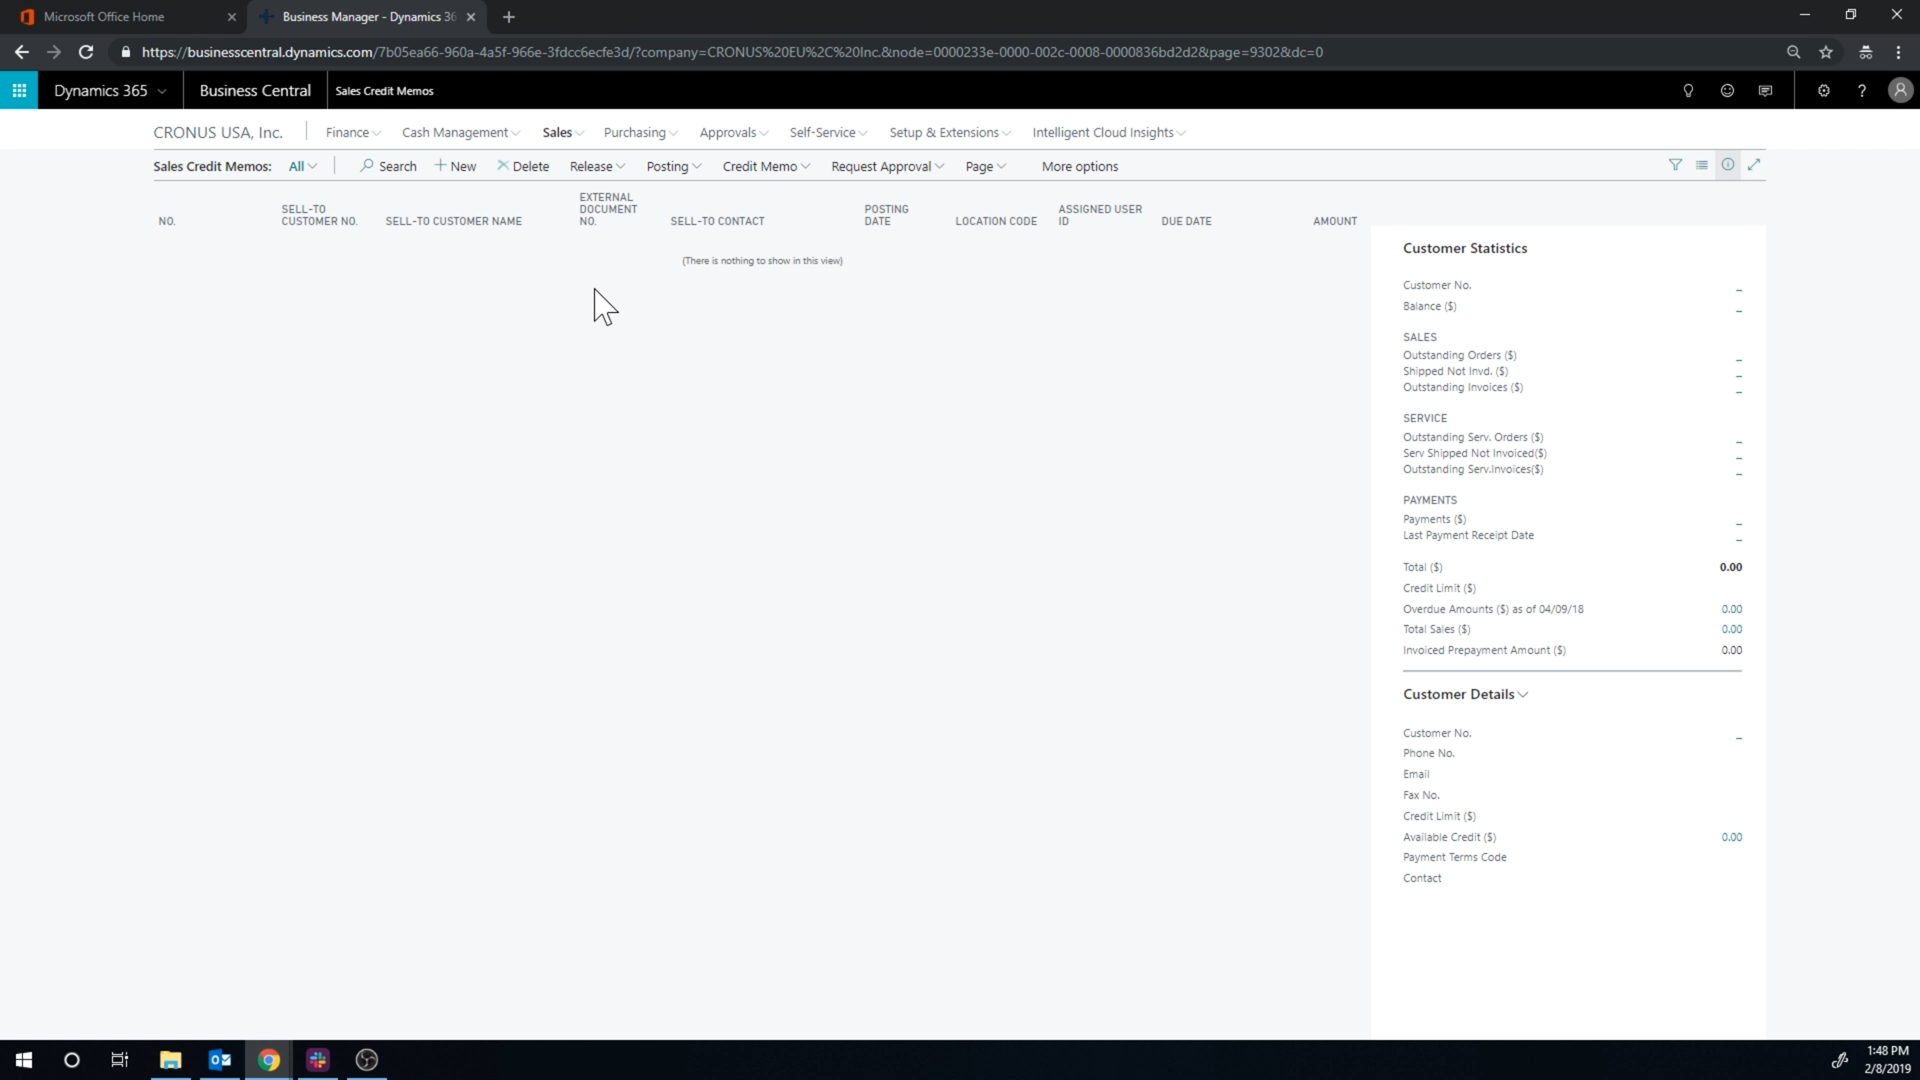 Microsoft Office Home
Business Manager - Dynamics 36
https://businesscentral.dynamics.com/7b05ea66-960a-4a5f-966e-3fdcc6ecfe3d/?company=CRONUS%20EU%2C%20Inc.&node=0000233e-0000-002c-0008-0000836bd2d2&page=9302&dc=0
Dynamics 365 Business Central Sales Credit Memos
CRONUS USA, Inc. Finance Cash Management Sales Purchasing Approvals Self-Service Setup & Extensions Intelligent Cloud Insights
Sales Credit Memos: All Search New Delete Release Posting Credit Memo Request Approval Page More options
NO.
SELL-TO
CUSTOMER NO.
SELL-TO CUSTOMER NAME
EXTERNAL
DOCUMENT
NO.
SELL-TO CONTACT
POSTING
DATE
LOCATION CODE
ASSIGNED USER
ID
DUE DATE
AMOUNT
(There is nothing to show in this view)
Customer Statistics
Customer No. _
Balance ($) _
SALES
Outstanding Orders ($) _
Shipped Not Invd. ($) _
Outstanding Invoices ($) _
SERVICE
Outstanding Serv. Orders ($) _
Serv Shipped Not Invoiced($) _
Outstanding Serv.Invoices($) _
PAYMENTS
Payments ($) _
Last Payment Receipt Date _
Total ($) 0.00
Credit Limit ($)
Overdue Amounts ($) as of 04/09/18 0.00
Total Sales ($) 0.00
Invoiced Prepayment Amount ($) 0.00
Customer Details
Customer No. _
Phone No.
Email
Fax No.
Credit Limit ($)
Available Credit ($) 0.00
Payment Terms Code
Contact
1:48 PM
2/8/2019